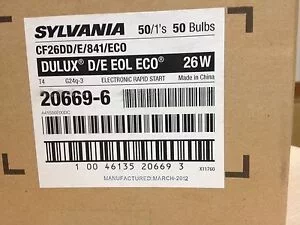 SYLVANIA 50/1's 50 Bulbs
CF26DD/E/841/ECO
DULUX® D/E EOL ECO® 26W
T4 G24q-3 ELECTRONIC RAPID START Made in China
20669-6
1 00 46135 20669 3
X11760
MANUFACTURED:MARCH-2012